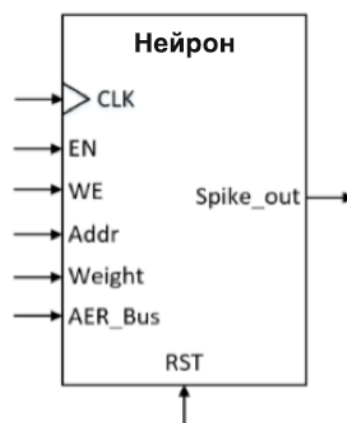 Нейрон
CLK
EN
WE
Spike_out
Addr
Weight
AER_Bus
RST